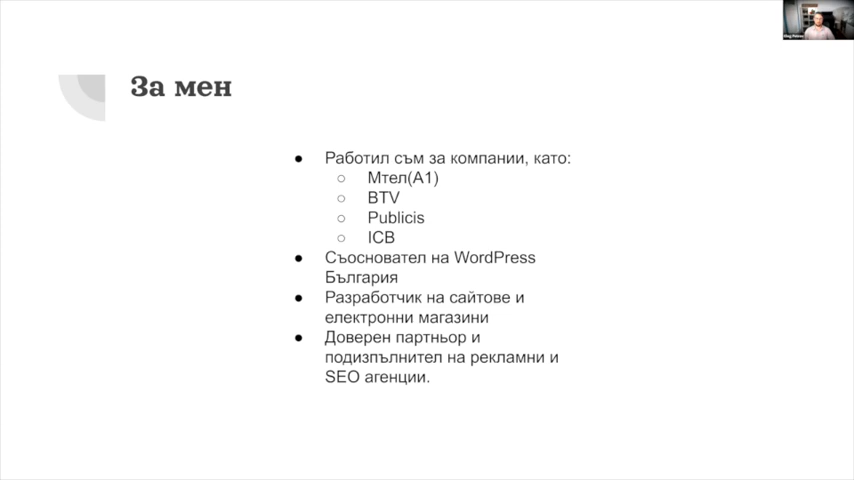 За мен
● Работил съм за компании, като:
○ Мтел(А1)
○ BTV
○ Publicis
○ ICB
● Съосновател на WordPress
България
● Разработчик на сайтове и
електронни магазини
● Доверен партньор и
подизпълнител на рекламни и
SEO агенции.